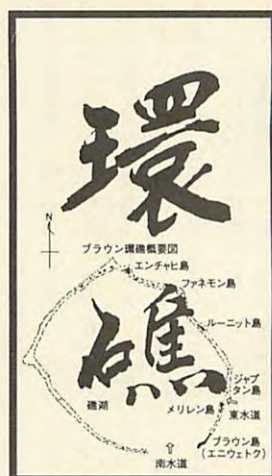 環
N
ブラウン環礁概要図
エンチャビ島
ファネモン島
ルーニット島
礁
ジャプ
タン島
礁湖
メリレン島
東水道
ブラウン島
(エニウェトク)
南水道